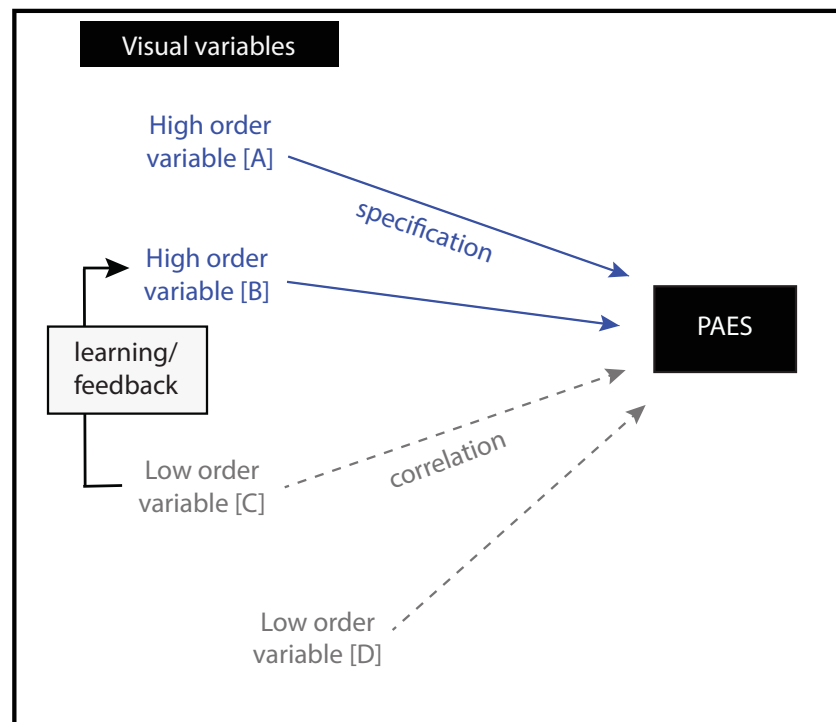 Visual variables
High order
variable [A]
specification
High order
variable [B]
PAES
learning/
feedback
correlation
Low order
variable [C]
Low order
variable [D]